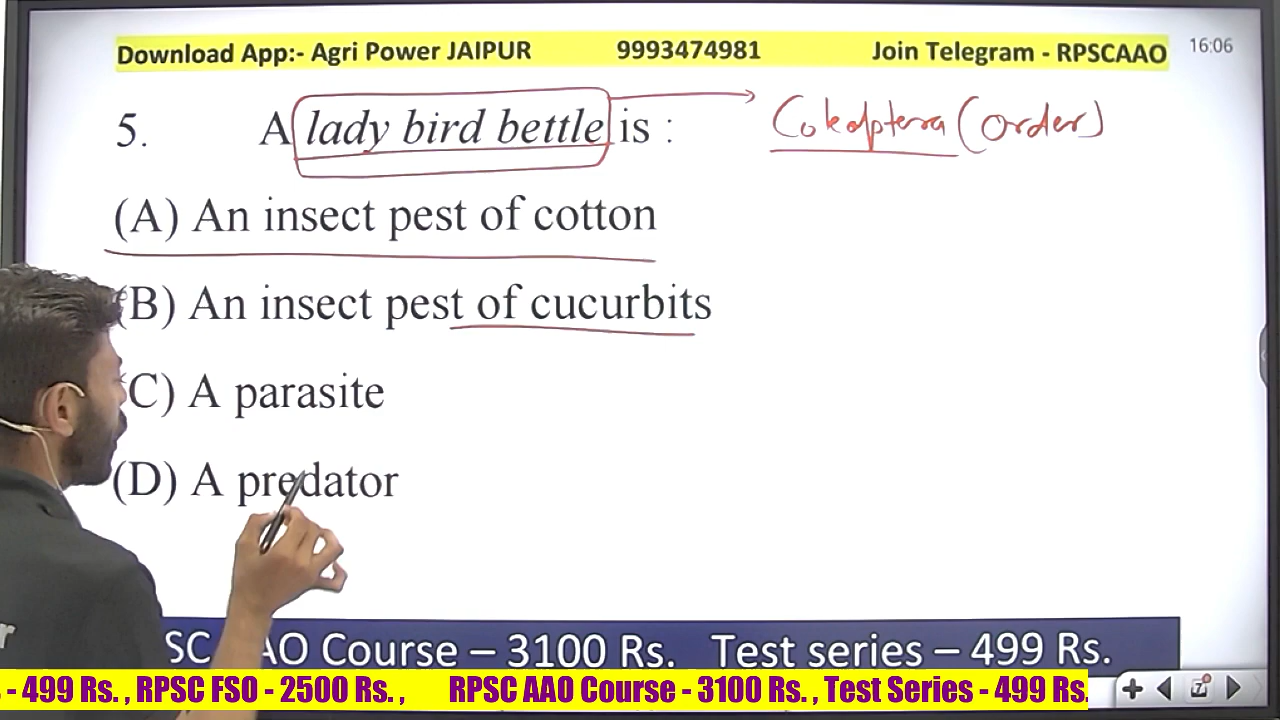 Download App:- Agri Power JAIPUR 9993474981 Join Telegram - RPSCAAO 16:06
5. A lady bird bettle is : Coleoptera (order)
(A) An insect pest of cotton
(B) An insect pest of cucurbits
C) A parasite
(D) A predator
SC AO Course – 3100 Rs. Test series – 499 Rs.
- 499 Rs. , RPSC FSO - 2500 Rs. , RPSC AAO Course - 3100 Rs. , Test Series - 499 Rs.